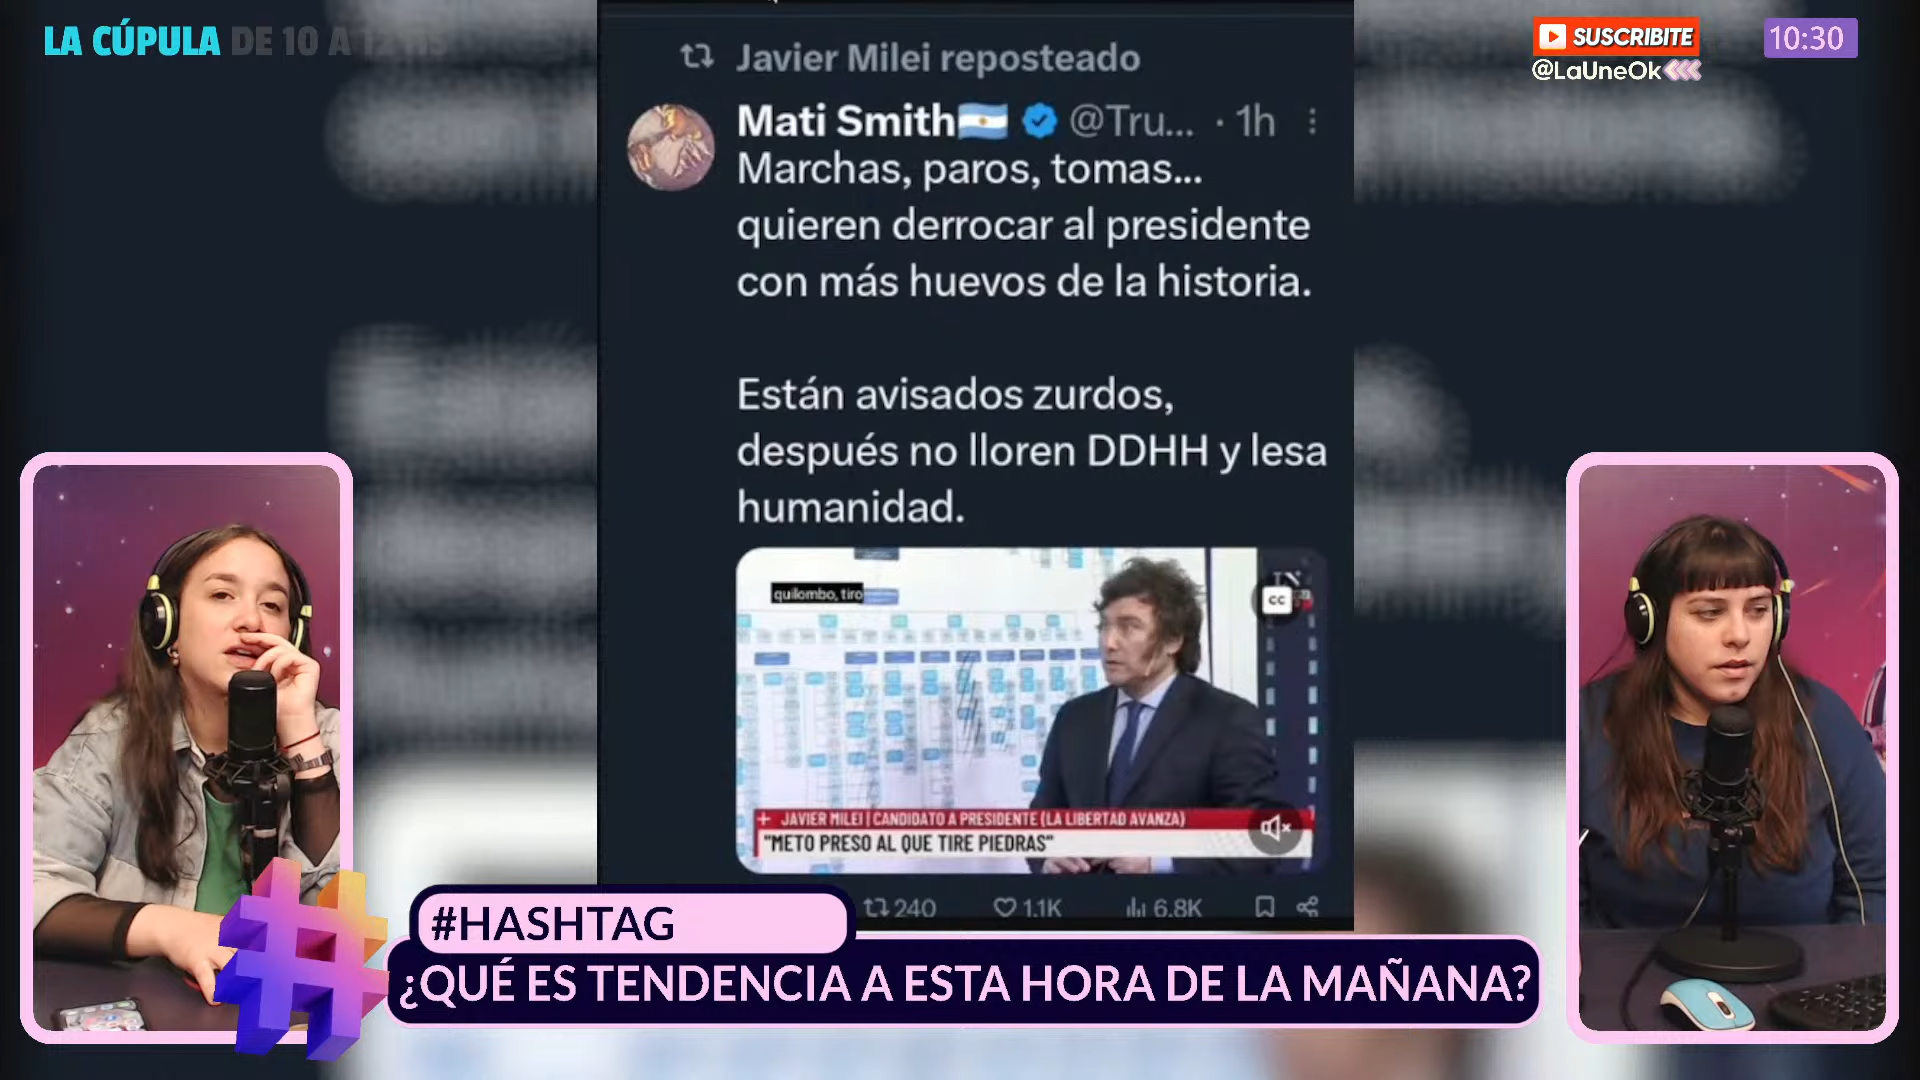 LA CÚPULA DE 10 A 12 HS
SUSCRIBITE
@LaUneOk
10:30
Javier Milei reposteado
Mati Smith @Tru... · 1h
Marchas, paros, tomas...
quieren derrocar al presidente
con más huevos de la historia.
Están avisados zurdos,
después no lloren DDHH y lesa
humanidad.
quilombo, tiro
CC
JAVIER MILEI | CANDIDATO A PRESIDENTE (LA LIBERTAD AVANZA)
"METO PRESO AL QUE TIRE PIEDRAS"
240 1.1K 6.8K
#HASHTAG
¿QUÉ ES TENDENCIA A ESTA HORA DE LA MAÑANA?